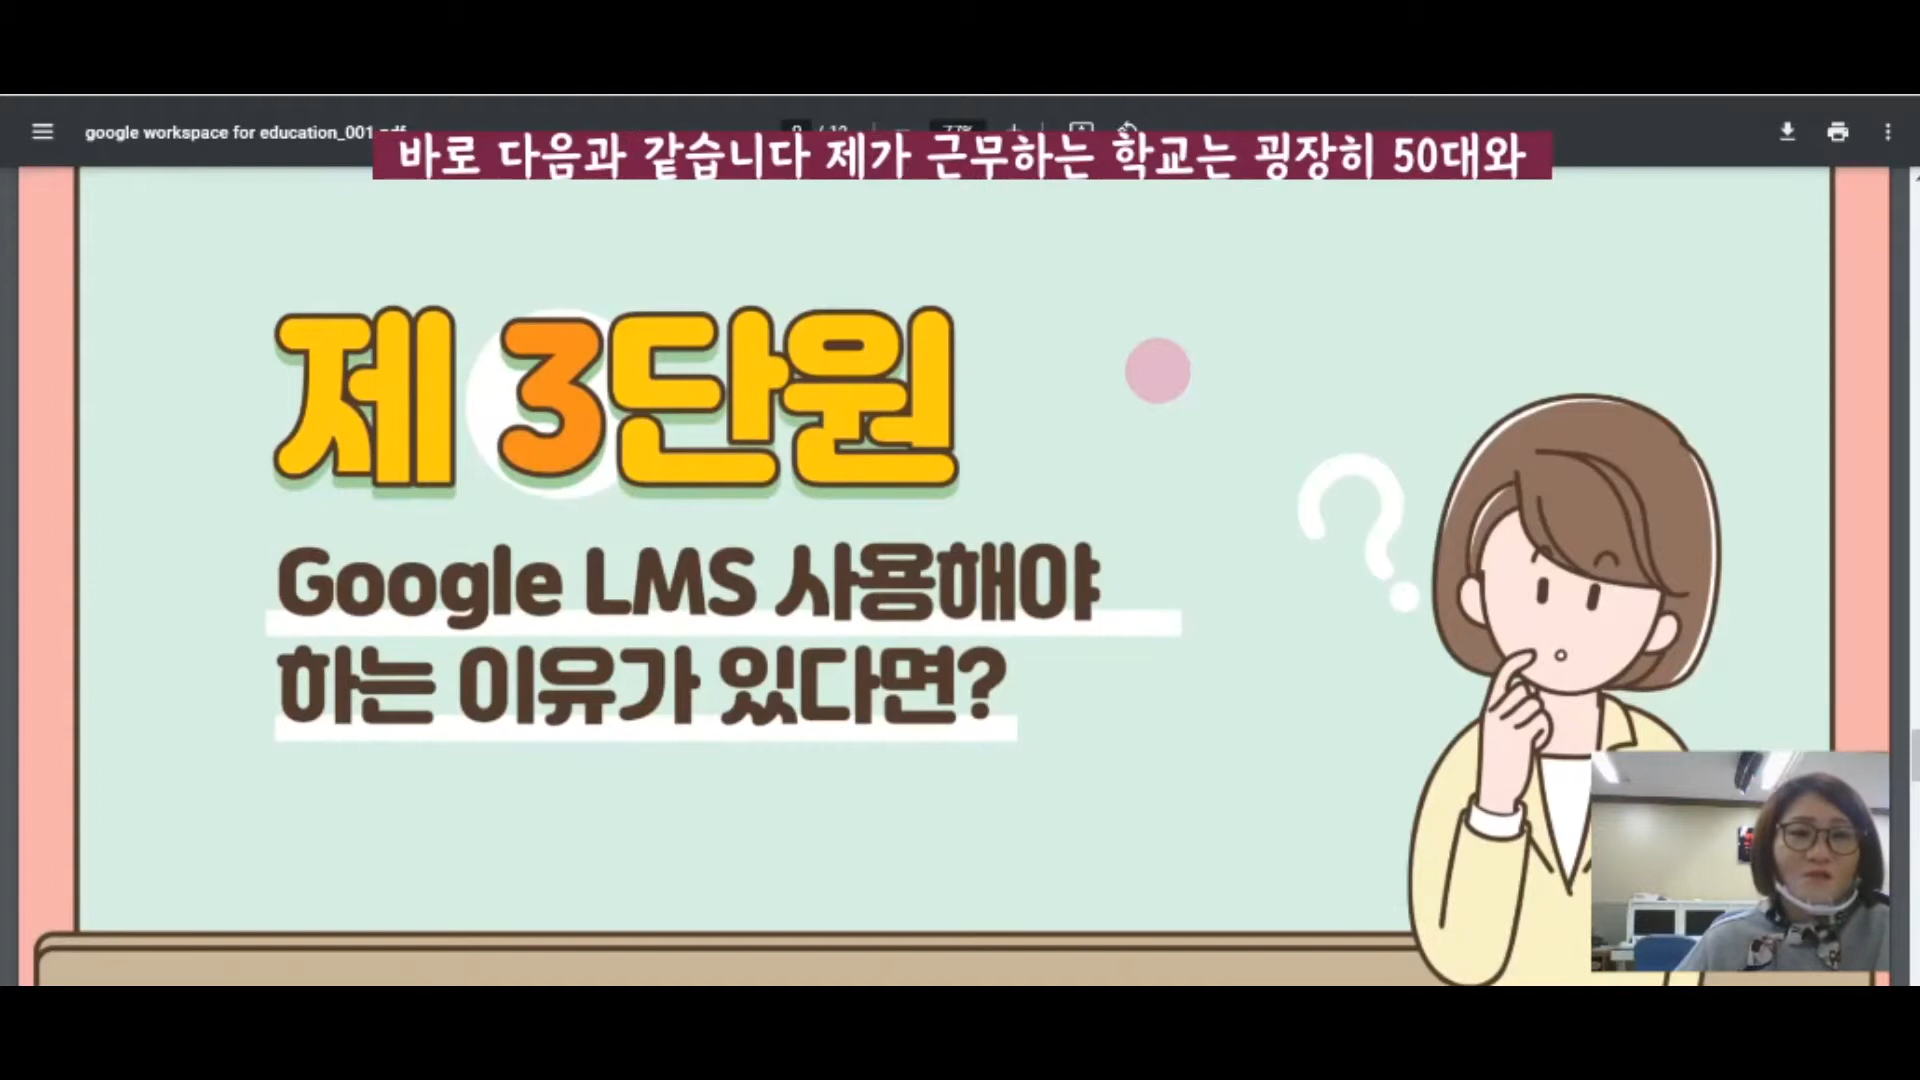 google workspace for education_001.pdf
바로 다음과 같습니다 제가 근무하는 학교는 굉장히 50대와
제 3단원
Google LMS 사용해야
하는 이유가 있다면?